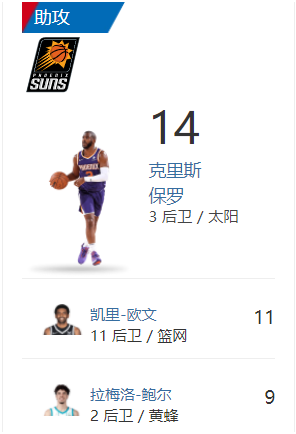 助攻
PHOENIX
SUNS
14
克里斯
保罗
3 后卫 / 太阳
3
凯里-欧文
11
11 后卫 / 篮网
拉梅洛-鲍尔
9
2 后卫 / 黄蜂